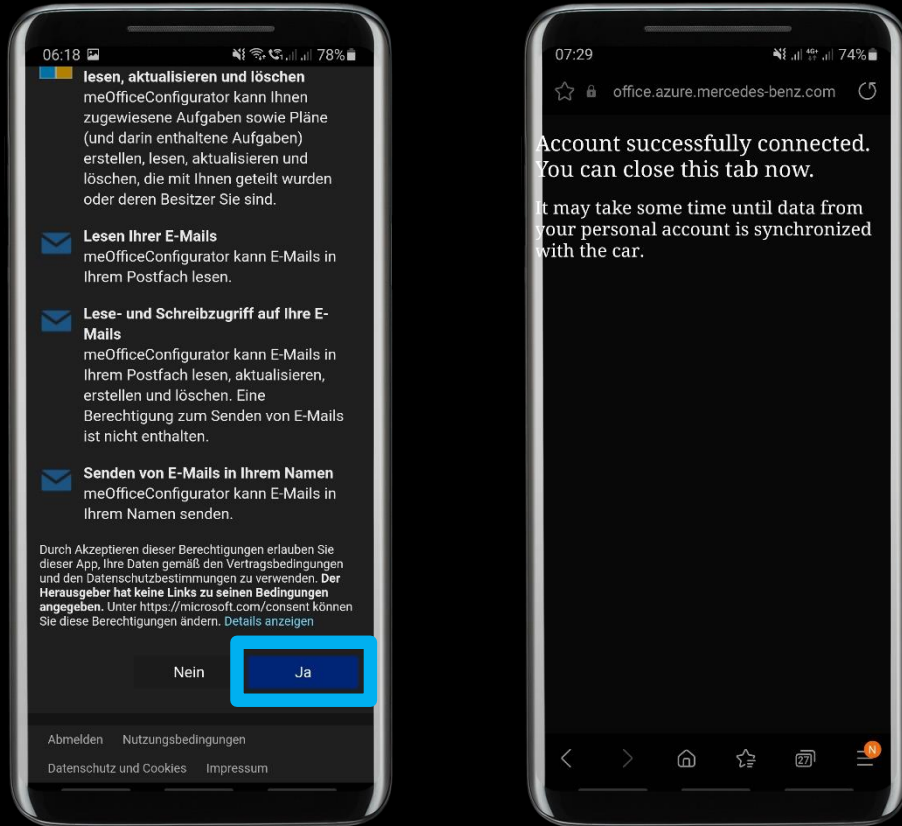 06:18
78%
lesen, aktualisieren und löschen
meOfficeConfigurator kann Ihnen
zugewiesene Aufgaben sowie Pläne
(und darin enthaltene Aufgaben)
erstellen, lesen, aktualisieren und
löschen, die mit Ihnen geteilt wurden
oder deren Besitzer Sie sind.
Lesen Ihrer E-Mails
meOfficeConfigurator kann E-Mails in
Ihrem Postfach lesen.
Lese- und Schreibzugriff auf Ihre E-
Mails
meOfficeConfigurator kann E-Mails in
Ihrem Postfach lesen, aktualisieren,
erstellen und löschen. Eine
Berechtigung zum Senden von E-Mails
ist nicht enthalten.
Senden von E-Mails in Ihrem Namen
meOfficeConfigurator kann E-Mails in
Ihrem Namen senden.
Durch Akzeptieren dieser Berechtigungen erlauben Sie
dieser App, Ihre Daten gemäß den Vertragsbedingungen
und den Datenschutzbestimmungen zu verwenden. Der
Herausgeber hat keine Links zu seinen Bedingungen
angegeben. Unter https://microsoft.com/consent können
Sie diese Berechtigungen ändern. Details anzeigen
Nein Ja
Abmelden Nutzungsbedingungen
Datenschutz und Cookies Impressum
07:29
4G+ 74%
office.azure.mercedes-benz.com
Account successfully connected.
You can close this tab now.
It may take some time until data from
your personal account is synchronized
with the car.
27
N